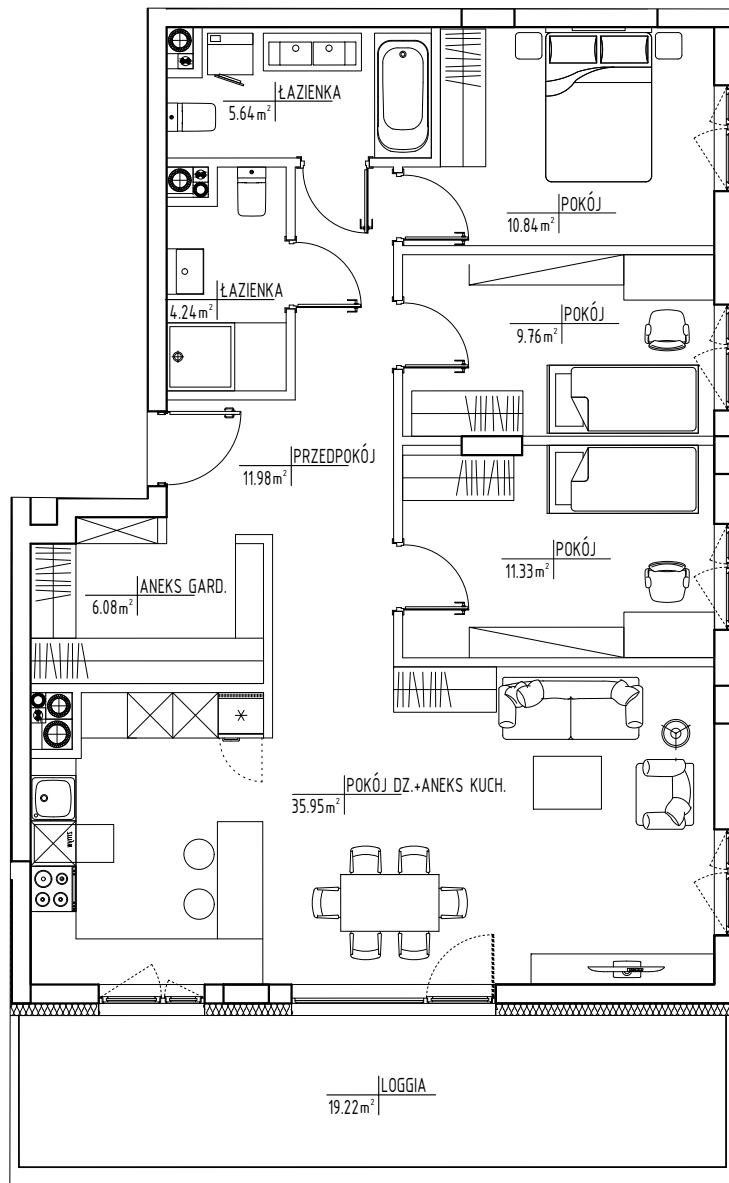 ŁAZIENKA
5.64m²
POKÓJ
10.84m²
ŁAZIENKA
4.24m²
POKÓJ
9.76m²
PRZEDPOKÓJ
11.98m²
POKÓJ
11.33m²
ANEKS GARD.
6.08m²
POKÓJ DZ.+ANEKS KUCH.
35.95m²
LOGGIA
19.22m²